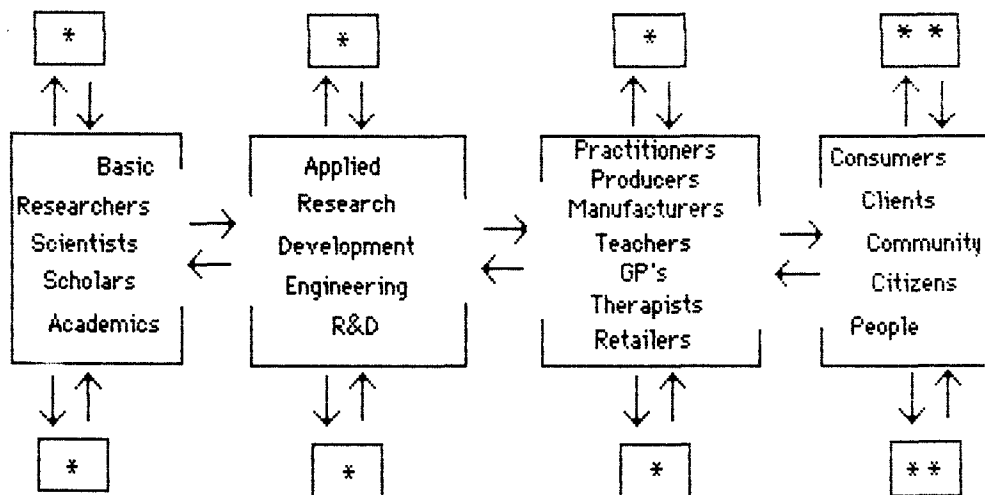 *
*
*
* *
Basic
Researchers
Scientists
Scholars
Academics
Applied
Research
Development
Engineering
R&D
Practitioners
Producers
Manufacturers
Teachers
GP's
Therapists
Retailers
Consumers
Clients
Community
Citizens
People
*
*
*
* *